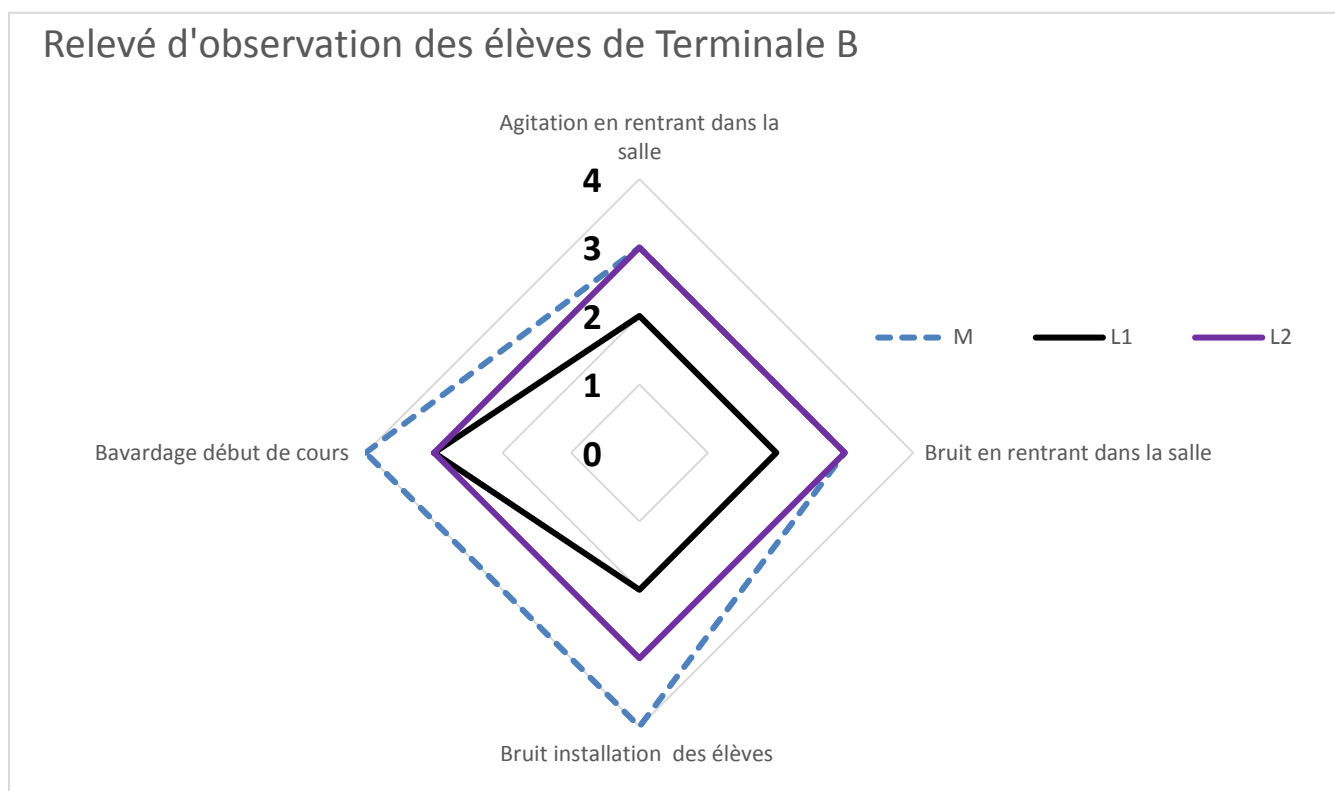 Relevé d'observation des élèves de Terminale B
Agitation en rentrant dans la
salle
4
3
2
1
0
M
L1
L2
Bavardage début de cours
Bruit en rentrant dans la salle
Bruit installation  des élèves